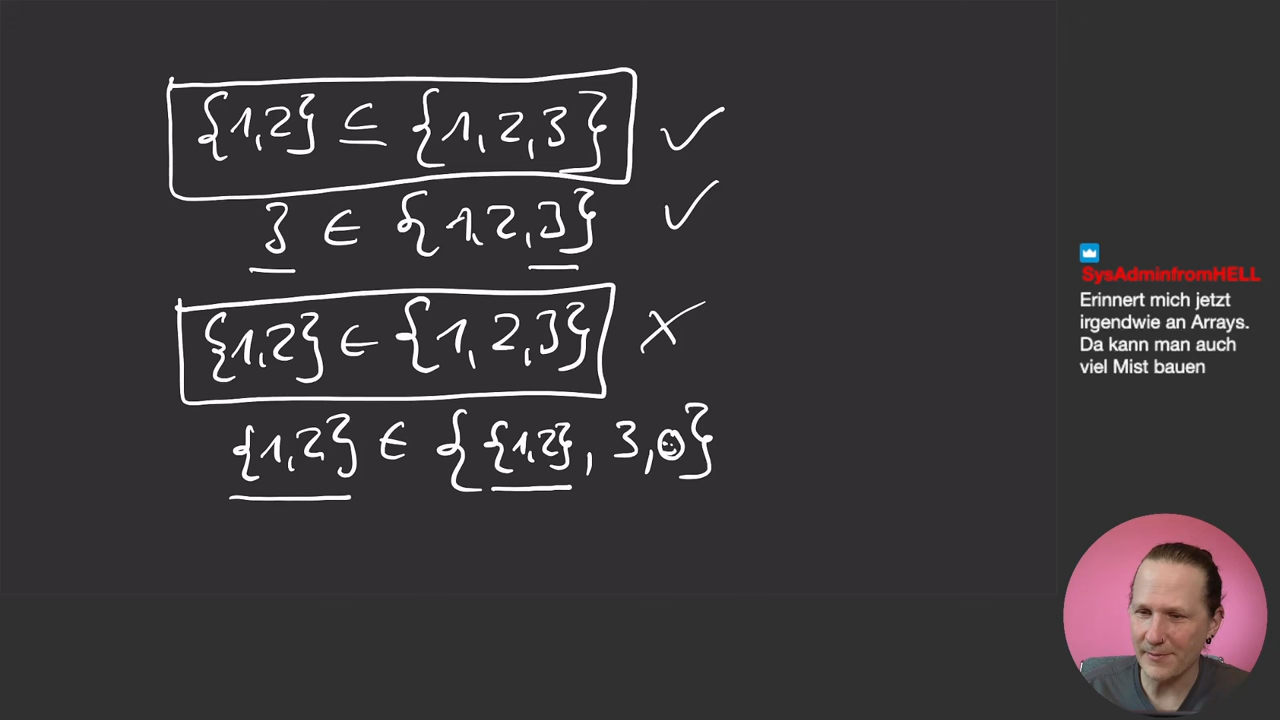 {1,2} ⊆ {1,2,3} ✓
3 ∈ {1,2,3} ✓
{1,2} ∈ {1,2,3} ✗
{1,2} ∈ {{1,2}, 3, ☺}
SysAdminfromHELL
Erinnert mich jetzt
irgendwie an Arrays.
Da kann man auch
viel Mist bauen